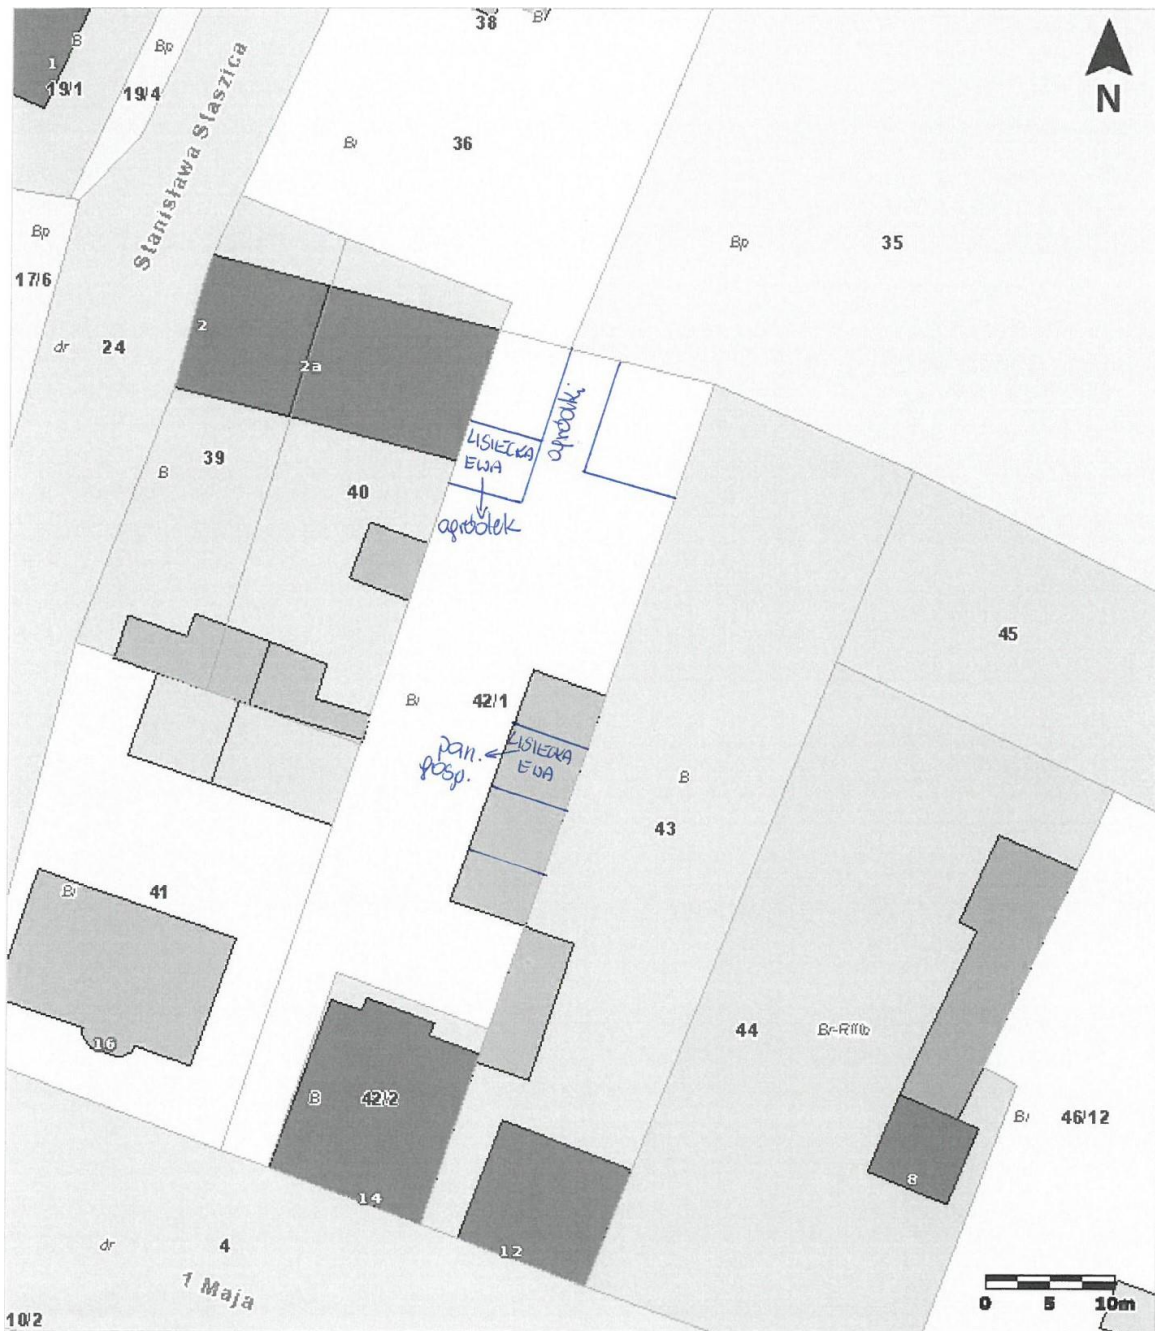 38
B
1
19/1
Bp
19/4
Stanisława Staszica
Bi
36
N
Bp
17/6
Bp
35
dr
24
2
2a
ogródki
LISIECKA
EWA
ogródek
B
39
40
45
Bi
42/1
pom.
gosp.
LISIECKA
EWA
B
43
Bi
41
16
44
B
42/2
Bi
46/12
8
14
12
dr
4
1 Maja
10/2
0 5 10m